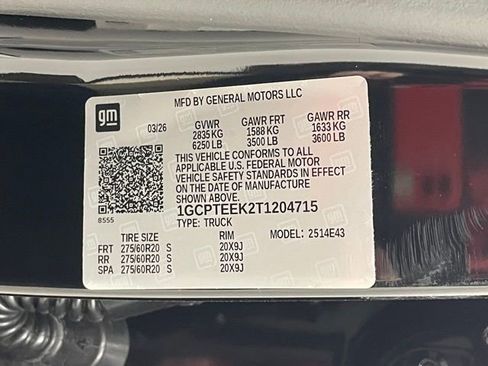 MFD BY GENERAL MOTORS LLC
gm
03/26 GVWR GAWR FRT GAWR RR
2835 KG 1588 KG 1633 KG
6250 LB 3500 LB 3600 LB
THIS VEHICLE CONFORMS TO ALL
APPLICABLE U.S. FEDERAL MOTOR
VEHICLE SAFETY STANDARDS IN EFFECT
ON THE DATE OF MANUFACTURE
SHOWN ABOVE.
8555 1GCPTEEK2T1204715
TYPE: TRUCK
TIRE SIZE RIM MODEL: 2514E43
FRT 275/60R20 S 20X9J
RR 275/60R20 S 20X9J
SPA 275/60R20 S 20X9J